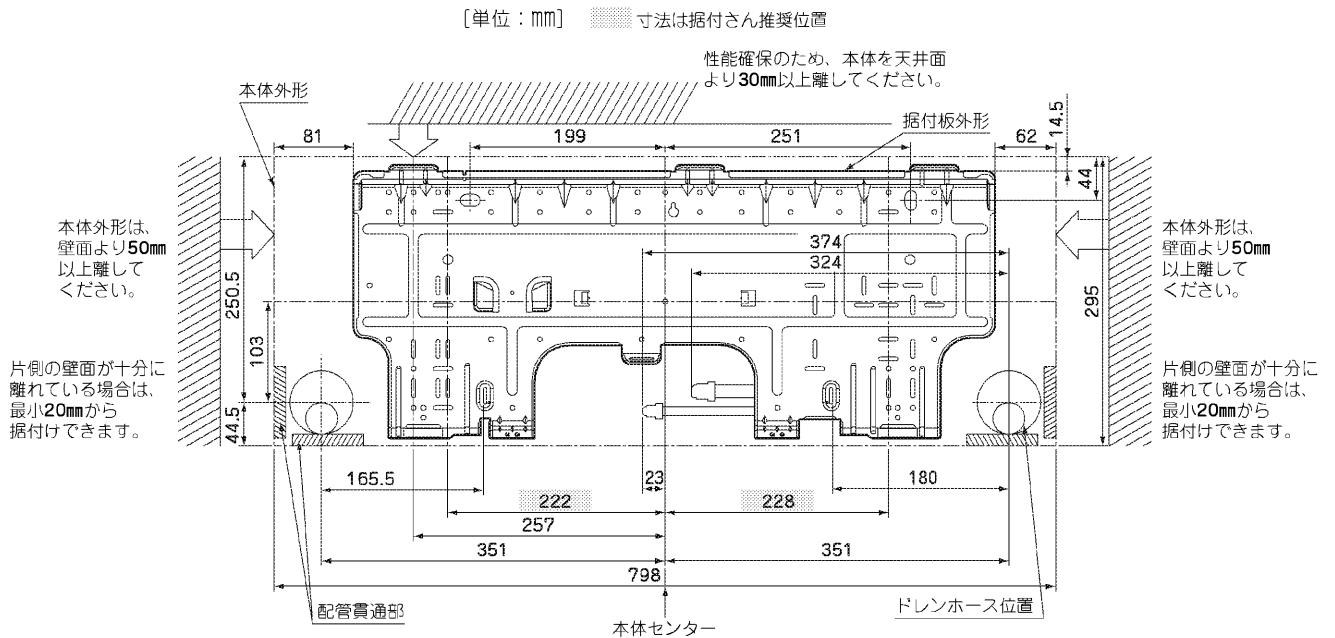 [単位：mm] 寸法は据付さん推奨位置
性能確保のため、本体を天井面
より30mm以上離してください。
本体外形
据付板外形
81
199
251
62
14.5
44
本体外形は、
壁面より50mm
以上離して
ください。
本体外形は、
壁面より50mm
以上離して
ください。
374
324
250.5
103
44.5
295
片側の壁面が十分に
離れている場合は、
最小20mmから
据付けできます。
片側の壁面が十分に
離れている場合は、
最小20mmから
据付けできます。
165.5
23
180
222
228
257
351
351
798
配管貫通部
本体センター
ドレンホース位置